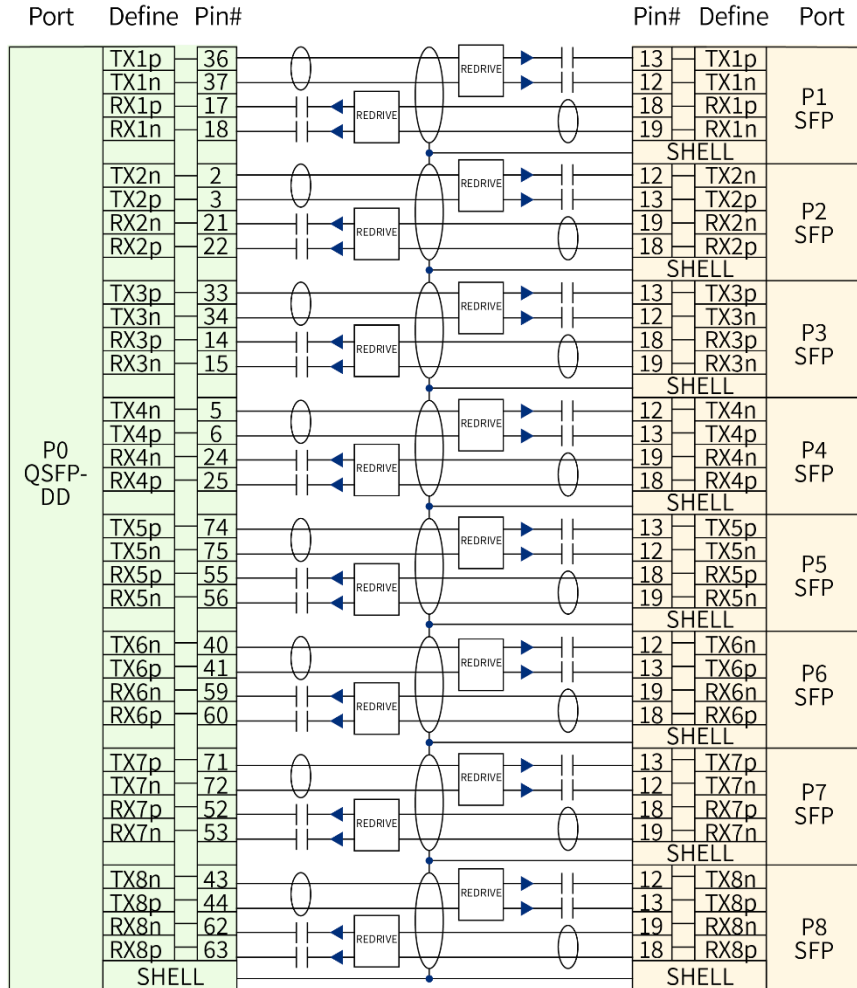 Port Define Pin# Pin# Define Port
TX1p 36 REDRIVE 13 TX1p
TX1n 37 12 TX1n
RX1p 17 REDRIVE 18 RX1p P1 SFP
RX1n 18 19 RX1n
SHELL
TX2n 2 REDRIVE 12 TX2n
TX2p 3 13 TX2p
RX2n 21 REDRIVE 19 RX2n P2 SFP
RX2p 22 18 RX2p
SHELL
TX3p 33 REDRIVE 13 TX3p
TX3n 34 12 TX3n
RX3p 14 REDRIVE 18 RX3p P3 SFP
RX3n 15 19 RX3n
SHELL
TX4n 5 REDRIVE 12 TX4n
TX4p 6 13 TX4p
P0 QSFP-DD RX4n 24 REDRIVE 19 RX4n P4 SFP
RX4p 25 18 RX4p
SHELL
TX5p 74 REDRIVE 13 TX5p
TX5n 75 12 TX5n
RX5p 55 REDRIVE 18 RX5p P5 SFP
RX5n 56 19 RX5n
SHELL
TX6n 40 REDRIVE 12 TX6n
TX6p 41 13 TX6p
RX6n 59 REDRIVE 19 RX6n P6 SFP
RX6p 60 18 RX6p
SHELL
TX7p 71 REDRIVE 13 TX7p
TX7n 72 12 TX7n
RX7p 52 REDRIVE 18 RX7p P7 SFP
RX7n 53 19 RX7n
SHELL
TX8n 43 REDRIVE 12 TX8n
TX8p 44 13 TX8p
RX8n 62 REDRIVE 19 RX8n P8 SFP
RX8p 63 18 RX8p
SHELL SHELL